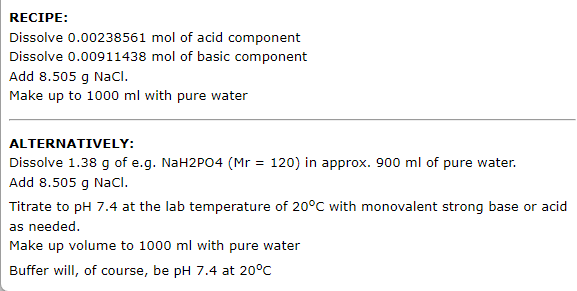 RECIPE:
Dissolve 0.00238561 mol of acid component
Dissolve 0.00911438 mol of basic component
Add 8.505 g NaCl.
Make up to 1000 ml with pure water
ALTERNATIVELY:
Dissolve 1.38 g of e.g. NaH2PO4 (Mr = 120) in approx. 900 ml of pure water.
Add 8.505 g NaCl.
Titrate to pH 7.4 at the lab temperature of 20°C with monovalent strong base or acid
as needed.
Make up volume to 1000 ml with pure water
Buffer will, of course, be pH 7.4 at 20°C